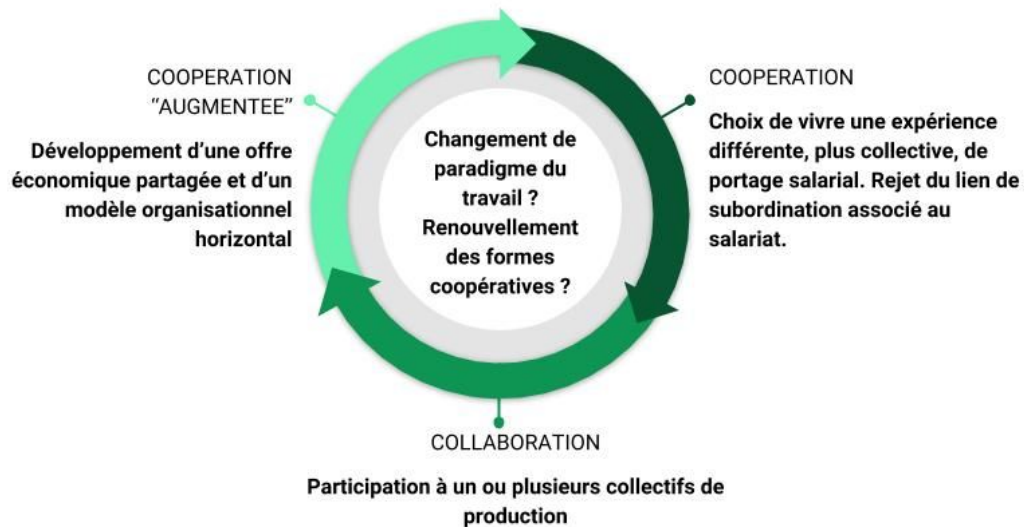 COOPERATION
"AUGMENTEE"
Développement d'une offre
économique partagée et d'un
modèle organisationnel
horizontal
Changement de
paradigme du
travail ?
Renouvellement
des formes
coopératives ?
COOPERATION
Choix de vivre une expérience
différente, plus collective, de
portage salarial. Rejet du lien de
subordination associé au
salariat.
COLLABORATION
Participation à un ou plusieurs collectifs de
production